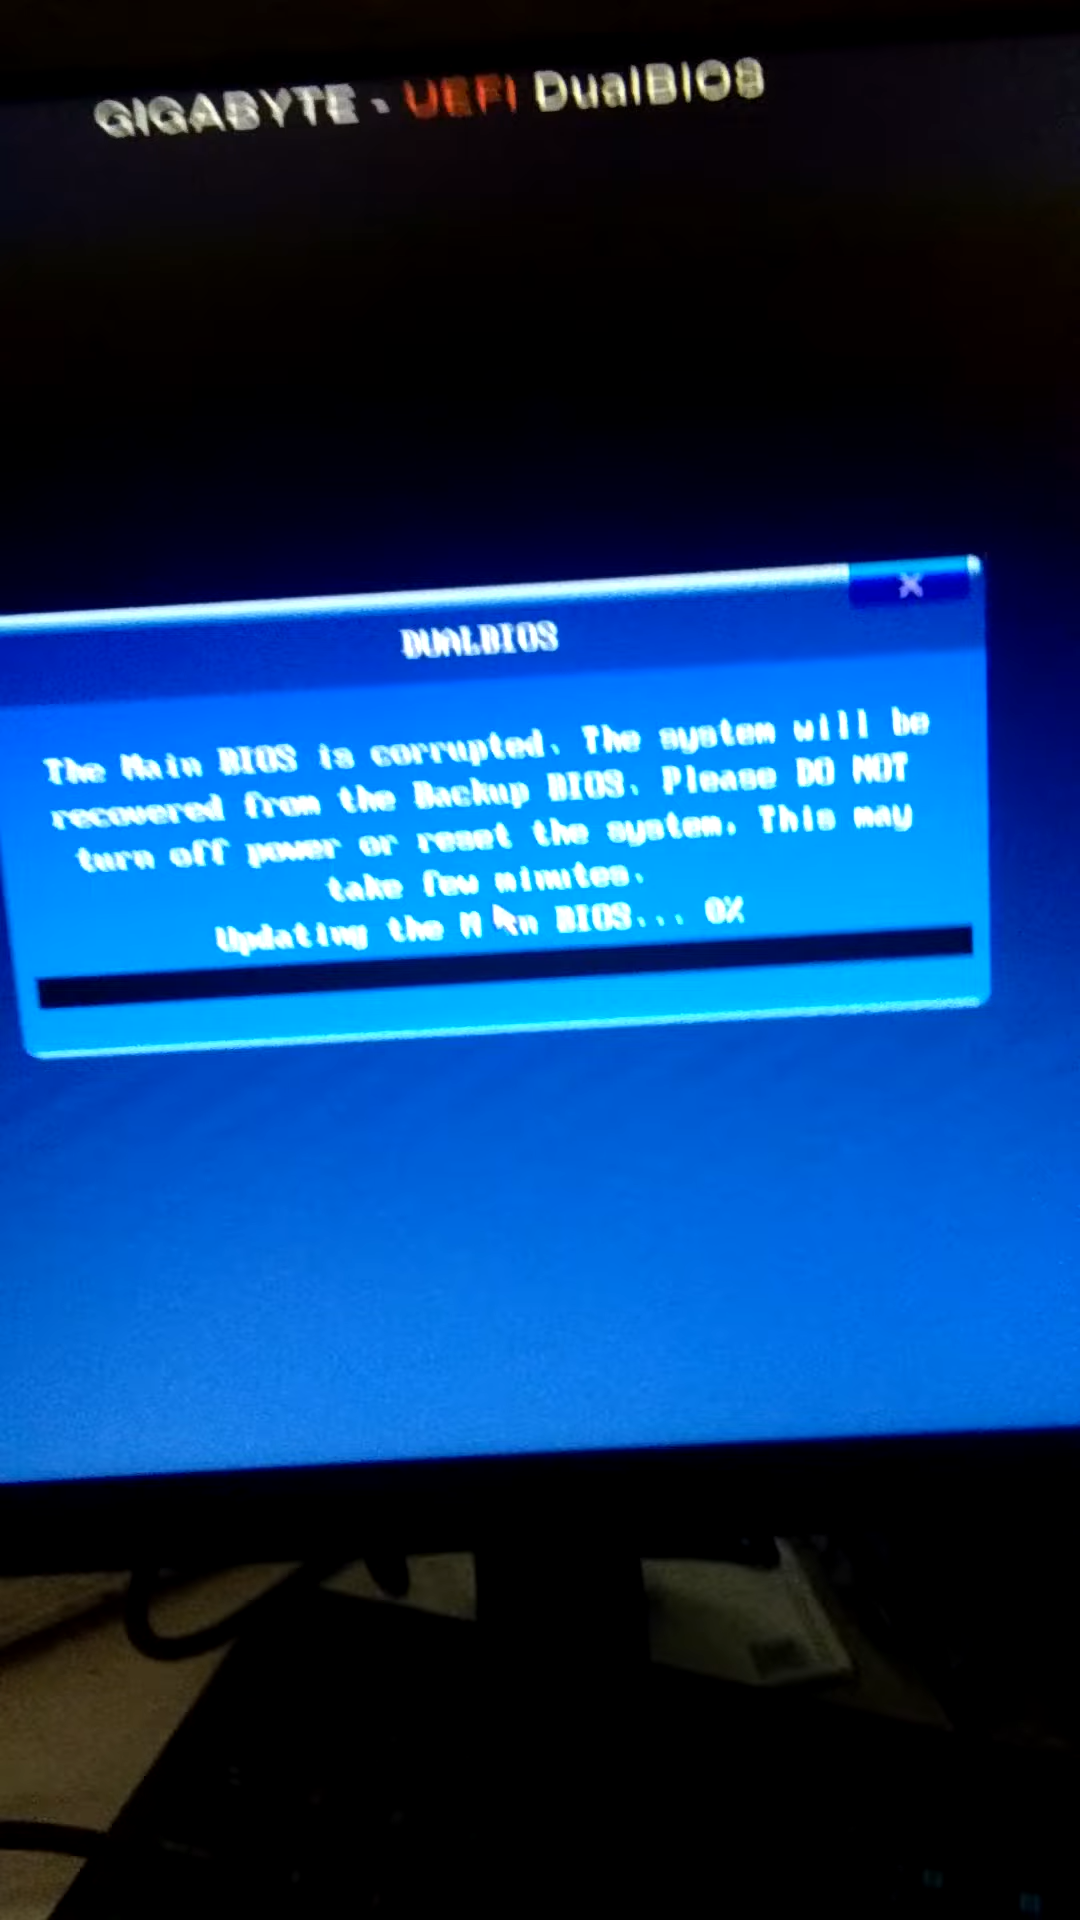 GIGABYTE - UEFI DualBIOS
X
DUALBIOS
The Main BIOS is corrupted. The system will be
recovered from the Backup BIOS. Please DO NOT
turn off power or reset the system. This may
take few minutes.
Updating the Main BIOS... 0%